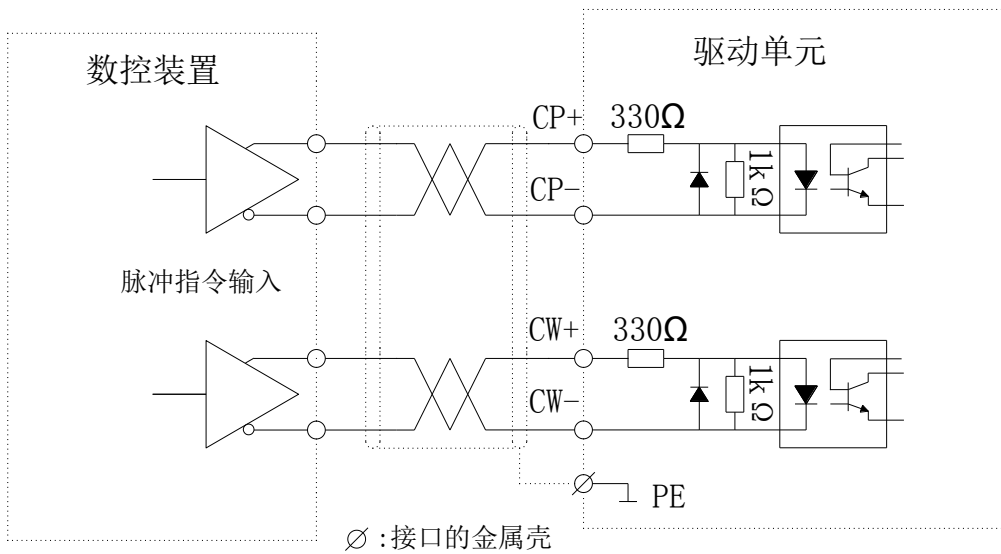 数控装置
驱动单元
CP+ 330Ω
CP-
1kΩ
脉冲指令输入
CW+ 330Ω
CW-
1kΩ
PE
:接口的金属壳